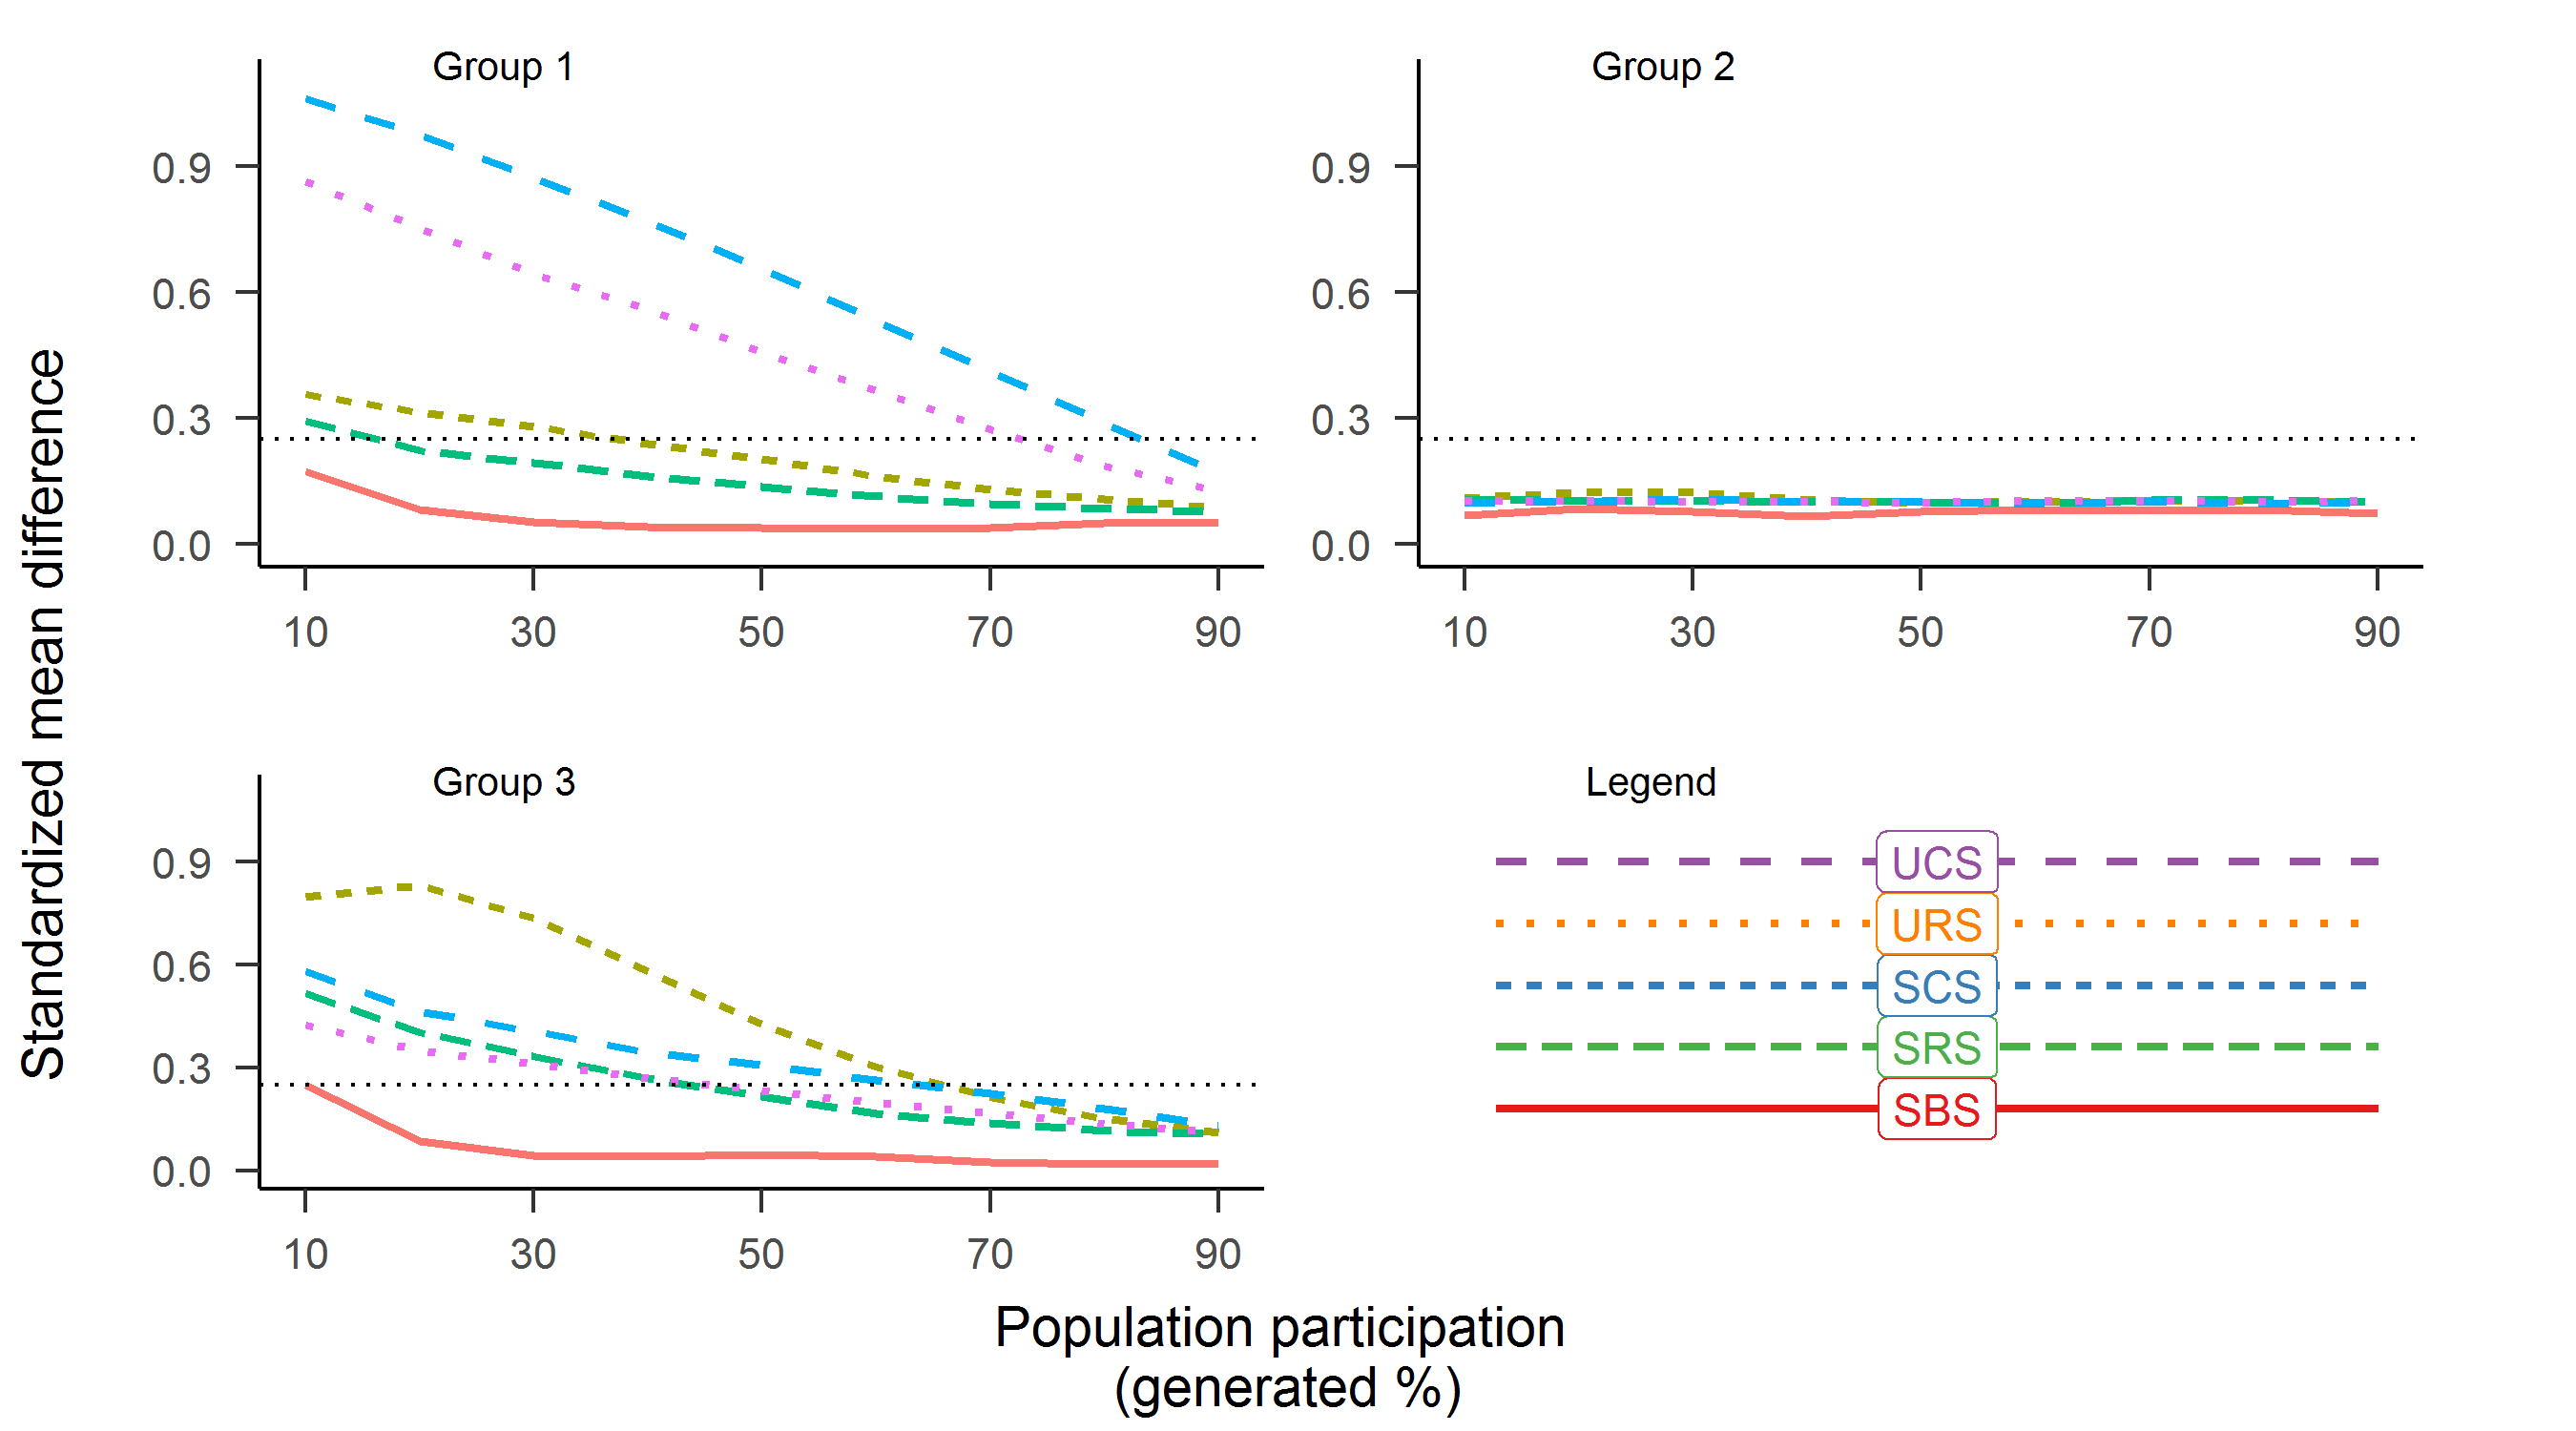 Standardized mean difference
Group 1
0.9
0.6
0.3
0.0
10 30 50 70 90
Group 2
0.9
0.6
0.3
0.0
10 30 50 70 90
Group 3
0.9
0.6
0.3
0.0
10 30 50 70 90
Legend
UCS
URS
SCS
SRS
SBS
Population participation
(generated %)